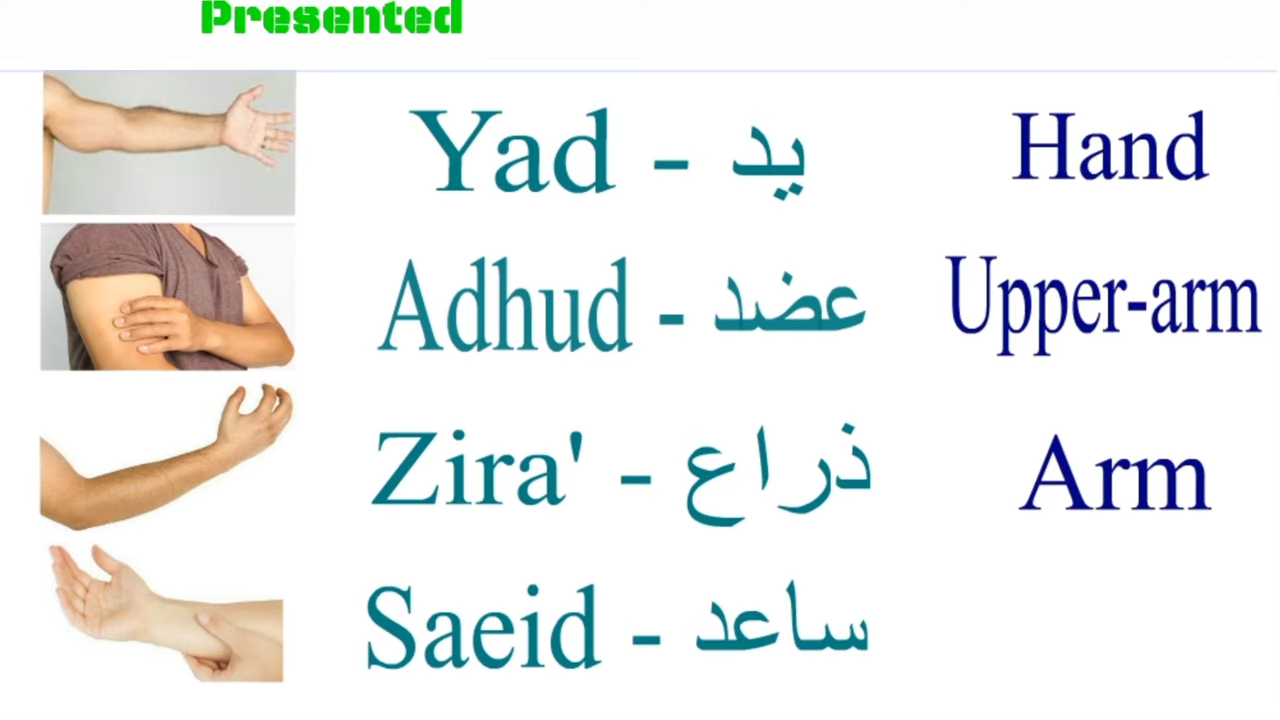 Presented
Yad - يد Hand
Adhud - عضد Upper-arm
Zira' - ذراع Arm
Saeid - ساعد